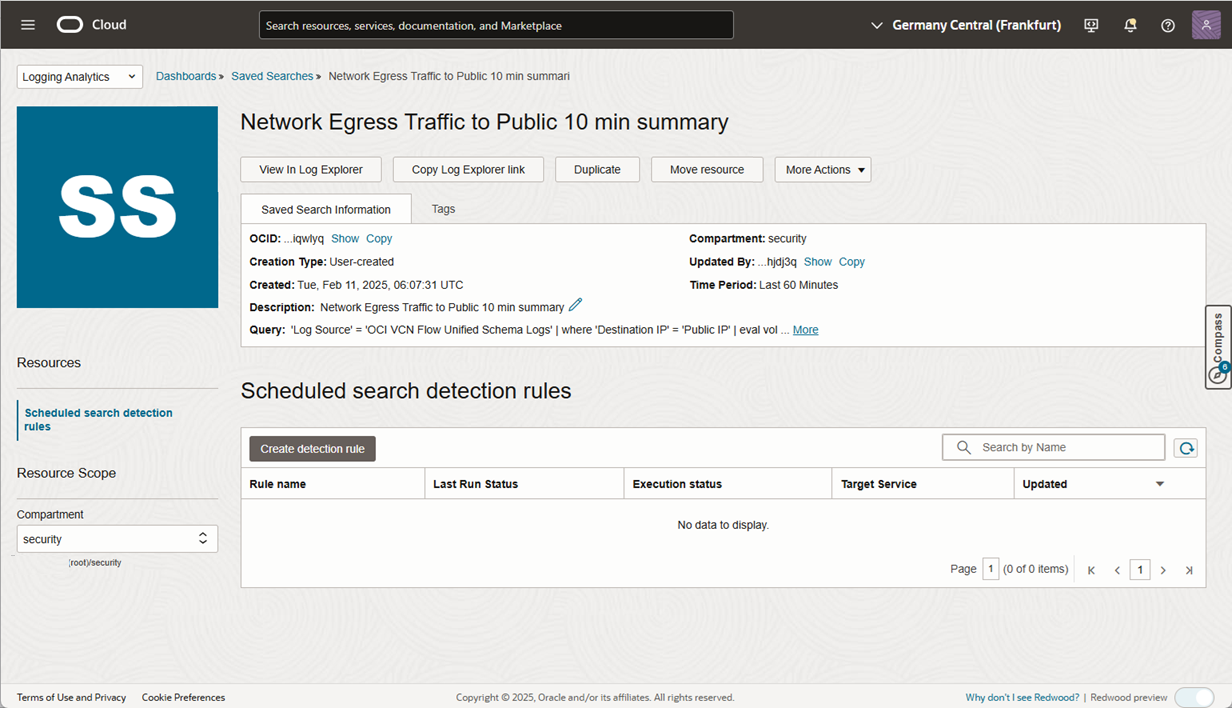 Cloud
Search resources, services, documentation, and Marketplace
Germany Central (Frankfurt)
Logging Analytics
Dashboards » Saved Searches » Network Egress Traffic to Public 10 min summari
SS
Network Egress Traffic to Public 10 min summary
View In Log Explorer
Copy Log Explorer link
Duplicate
Move resource
More Actions
Saved Search Information
Tags
OCID: ...iqwlyq Show Copy
Compartment: security
Creation Type: User-created
Updated By: ...hjdj3q Show Copy
Created: Tue, Feb 11, 2025, 06:07:31 UTC
Time Period: Last 60 Minutes
Description: Network Egress Traffic to Public 10 min summary
Query: 'Log Source' = 'OCI VCN Flow Unified Schema Logs' | where 'Destination IP' = 'Public IP' | eval vol ... More
Compass
6
Resources
Scheduled search detection
rules
Resource Scope
Compartment
security
(root)/security
Scheduled search detection rules
Create detection rule
Search by Name
Rule name
Last Run Status
Execution status
Target Service
Updated
No data to display.
Page 1 (0 of 0 items)
1
Terms of Use and Privacy
Cookie Preferences
Copyright © 2025, Oracle and/or its affiliates. All rights reserved.
Why don't I see Redwood? | Redwood preview